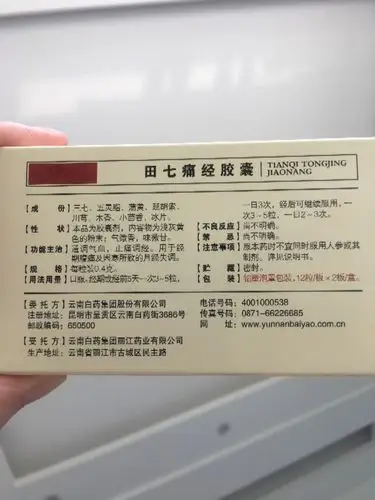 田七痛经胶囊
TIANQI TONGJING
JIAONANG
【成 份】三七、五灵脂、蒲黄、延胡索、
川芎、木香、小茴香、冰片。
【性 状】本品为胶囊剂，内容物为浅灰黄
色的粉末；气微香，味微甘。
【功能主治】通调气血，止痛调经。用于经
期腹痛及因寒所致的月经失调。
【规 格】每粒装0.4克。
【用法用量】口服，经期或经前5天一次3~5粒，
一日3次，经后可继续服用，一
次3~5粒，一日2~3次。
【不良反应】尚不明确。
【禁 忌】尚不明确。
【注意事项】服本药时不宜同时服用人参或其
制剂。详见说明书。
【贮 藏】密封。
【包 装】铝塑泡罩包装，12粒/板×2板/盒。
委托方：云南白药集团股份有限公司
注册地址：昆明市呈贡区云南白药街3686号
邮政编码：650500
电话号码：4001000538
传真号码：0871-66226685
网 址：www.yunnanbaiyao.com.cn
受托方：云南白药集团丽江药业有限公司
生产地址：云南省丽江市古城区民主路